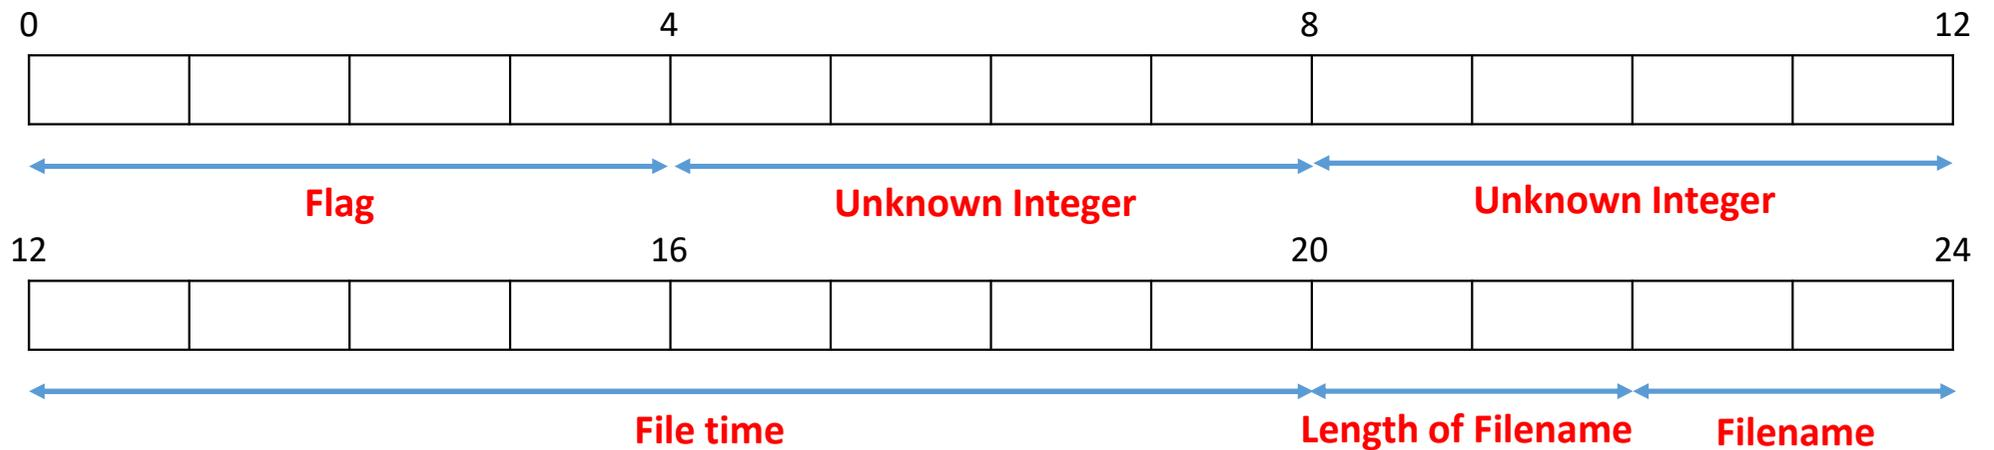 0 4 8 12
Flag Unknown Integer Unknown Integer
12 16 20 24
File time Length of Filename Filename